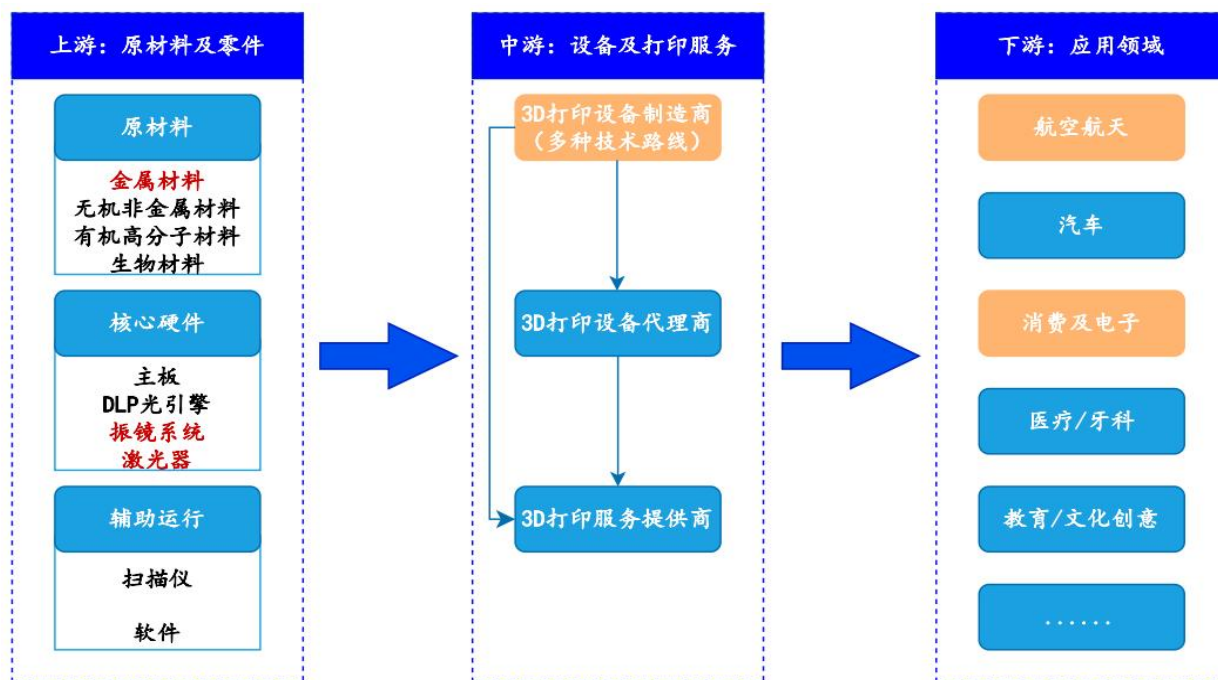 上游：原材料及零件
原材料
金属材料
无机非金属材料
有机高分子材料
生物材料
核心硬件
主板
DLP光引擎
振镜系统
激光器
辅助运行
扫描仪
软件
中游：设备及打印服务
3D打印设备制造商
（多种技术路线）
3D打印设备代理商
3D打印服务提供商
下游：应用领域
航空航天
汽车
消费及电子
医疗/牙科
教育/文化创意
......